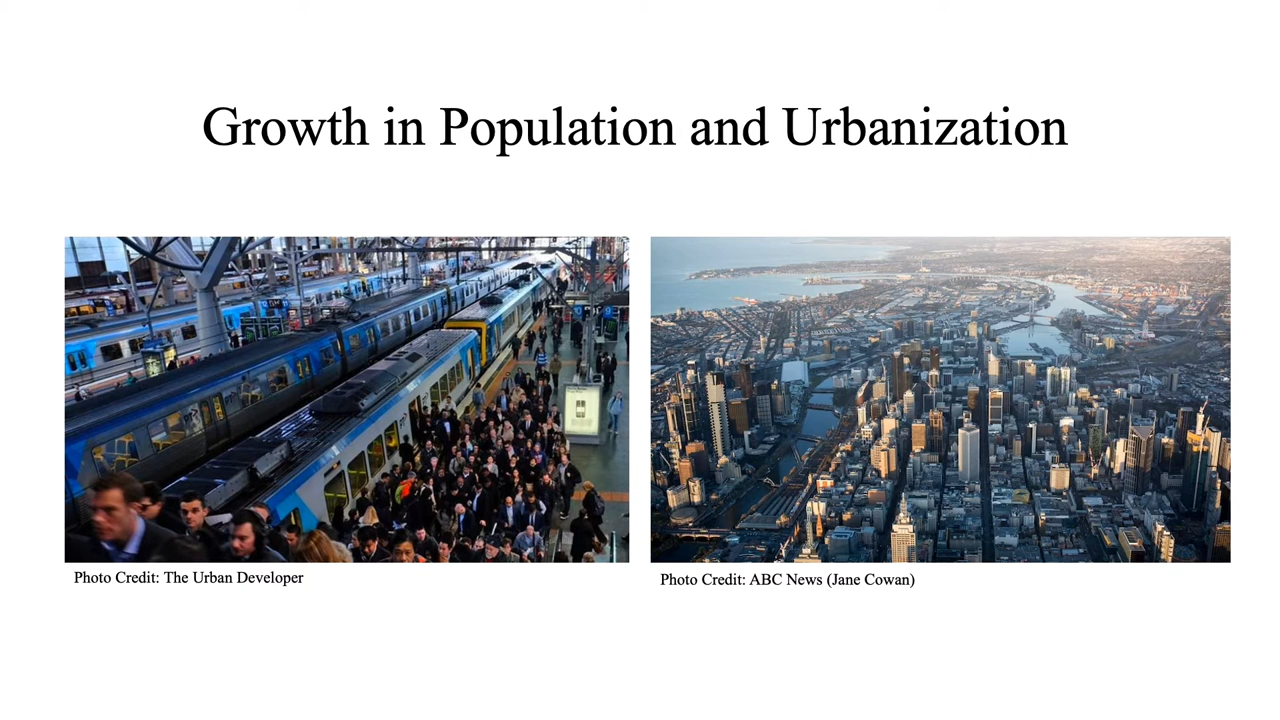 Growth in Population and Urbanization
Photo Credit: The Urban Developer
Photo Credit: ABC News (Jane Cowan)